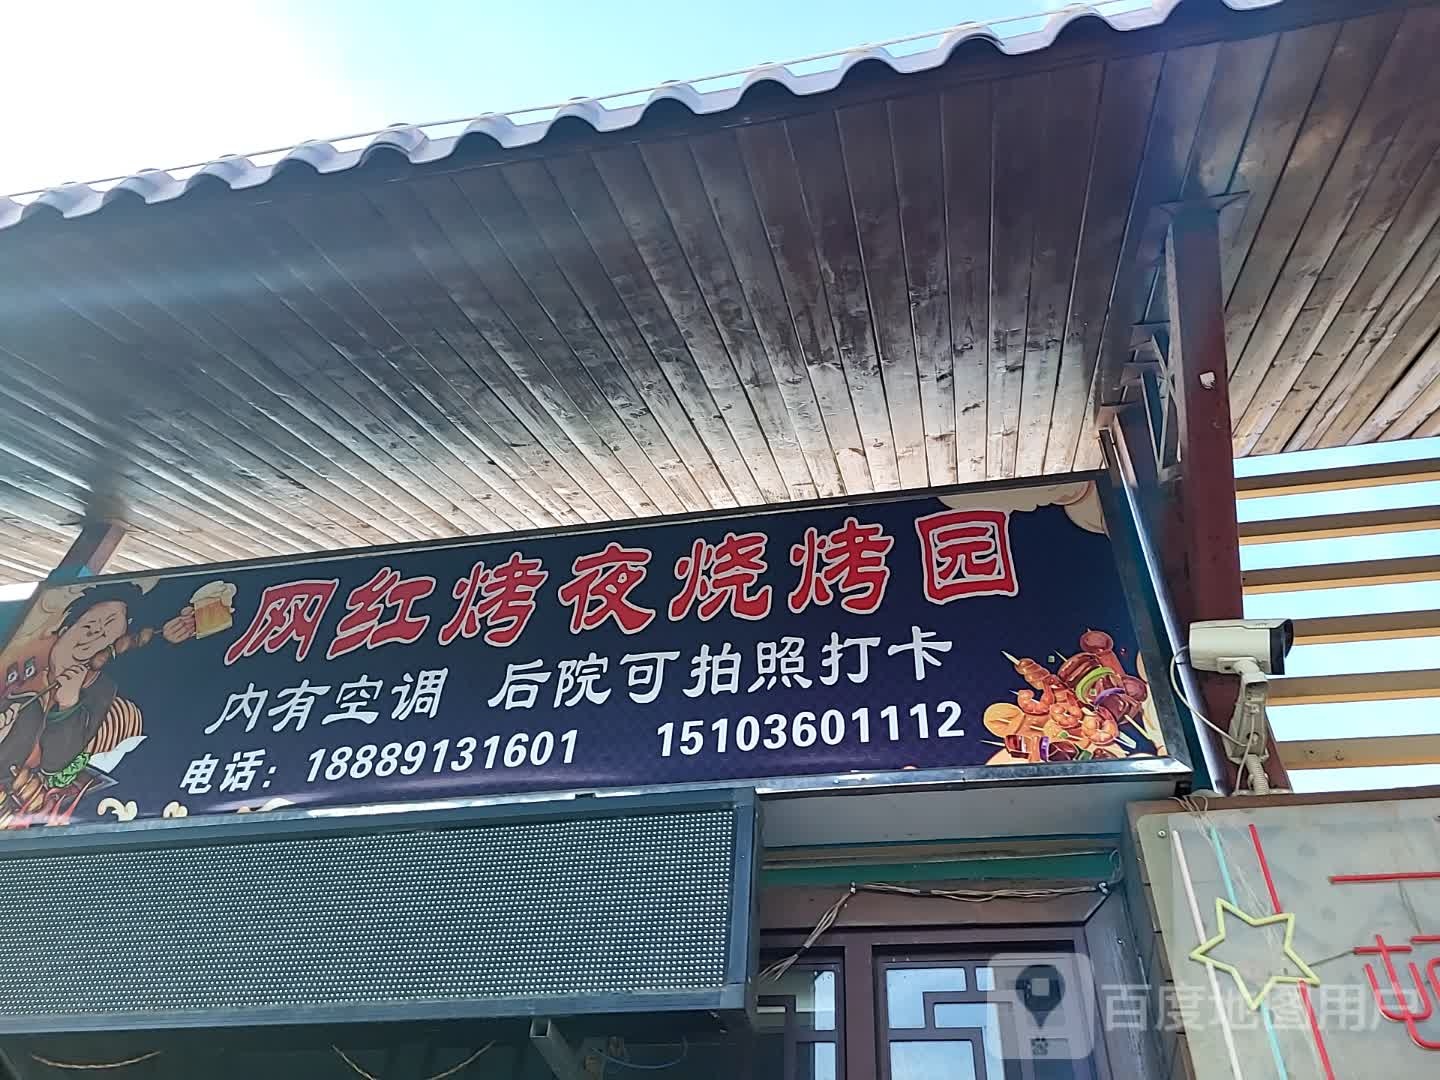 网红烤夜烧烤园
内有空调 后院可拍照打卡
电话：18889131601 15103601112
百度地图用户